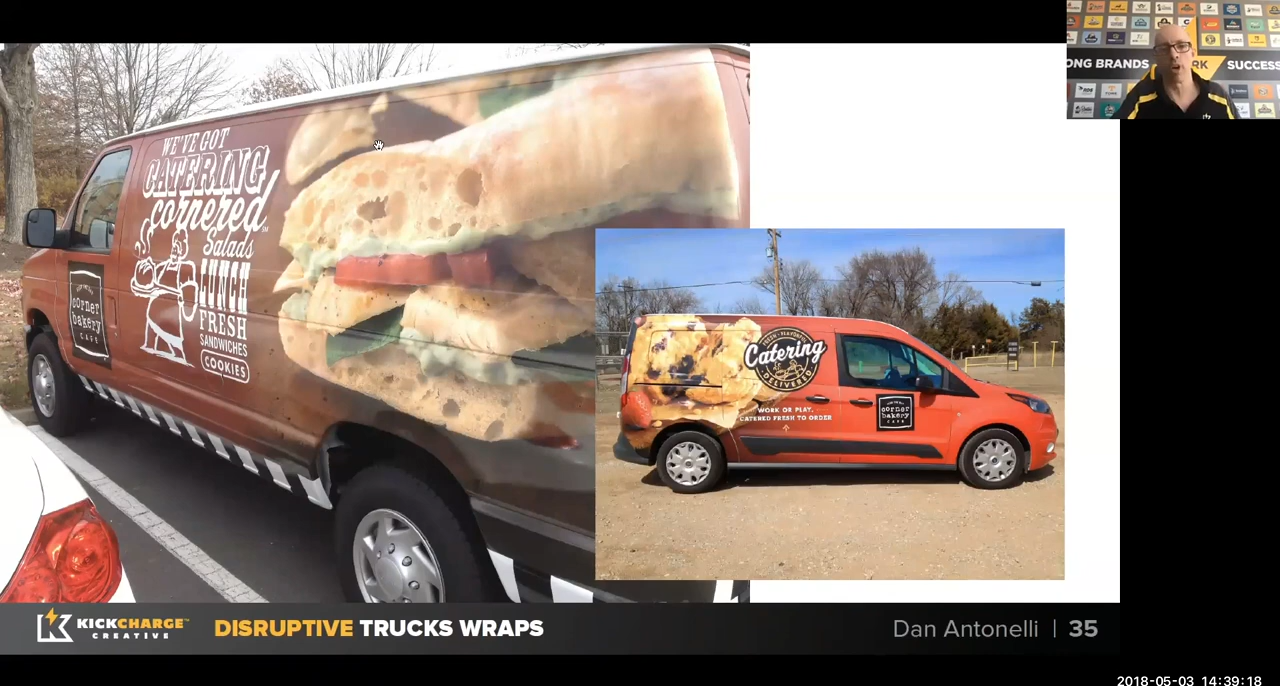 ONG BRANDS
RK
SUCCESS
WE'VE GOT
CATERING
cornered
Salads
LUNCH
FRESH
SANDWICHES
COOKIES
corner
bakery
CAFE
Catering
DELIVERED
WORK OR PLAY,
CATERED FRESH TO ORDER
corner
bakery
CAFE
KICKCHARGE™
CREATIVE
DISRUPTIVE TRUCKS WRAPS
Dan Antonelli | 35
2018-05-03 14:39:18